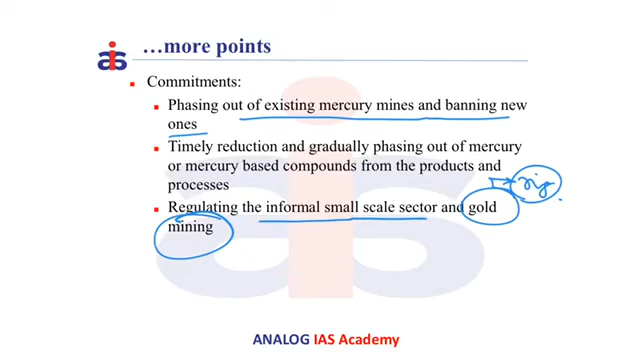 …more points
Commitments:
Phasing out of existing mercury mines and banning new
ones
Timely reduction and gradually phasing out of mercury
or mercury based compounds from the products and
processes
Regulating the informal small scale sector and gold
mining
ANALOG IAS Academy